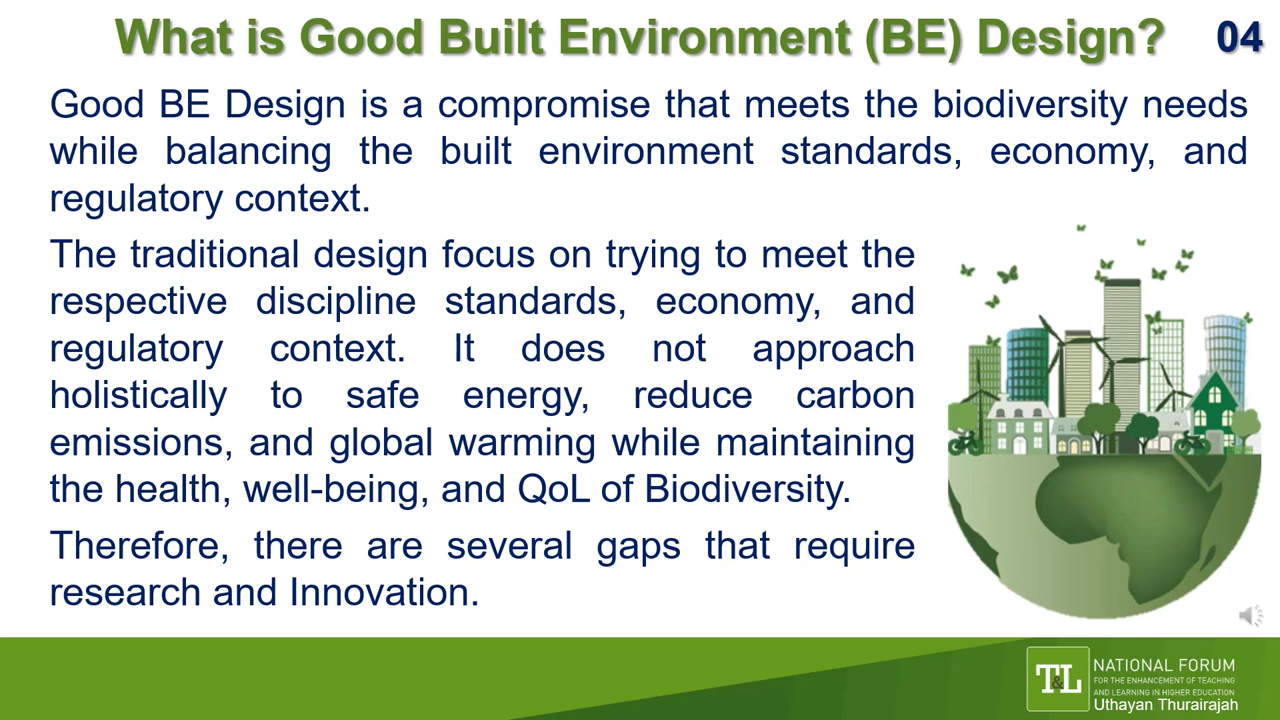 What is Good Built Environment (BE) Design?
04
Good BE Design is a compromise that meets the biodiversity needs
while balancing the built environment standards, economy, and
regulatory context.
The traditional design focus on trying to meet the
respective discipline standards, economy, and
regulatory context. It does not approach
holistically to safe energy, reduce carbon
emissions, and global warming while maintaining
the health, well-being, and QoL of Biodiversity.
Therefore, there are several gaps that require
research and Innovation.
T&L
NATIONAL FORUM
FOR THE ENHANCEMENT OF TEACHING
AND LEARNING IN HIGHER EDUCATION
Uthayan Thurairajah